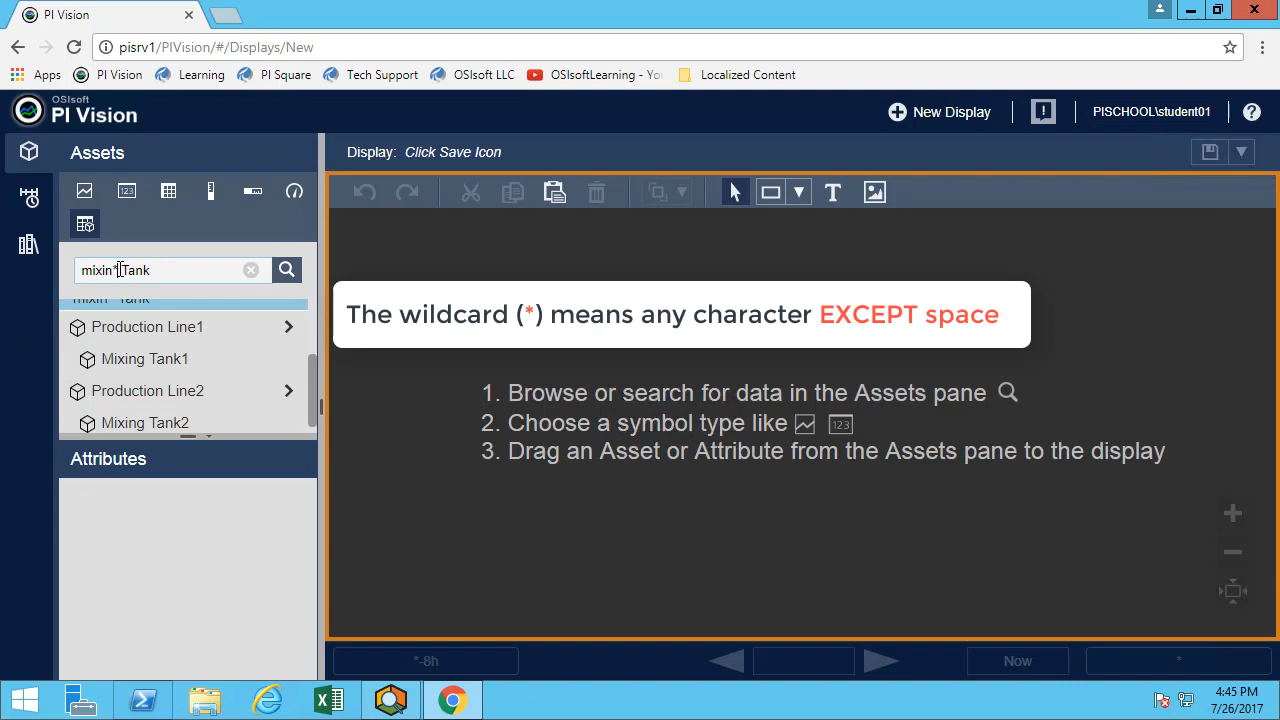 PI Vision
pisrv1/PIVision/#/Displays/New
Apps PI Vision Learning PI Square Tech Support OSIsoft LLC OSIsoftLearning - You Localized Content
OSIsoft
PI Vision
New Display
PISCHOOL\student01
Assets
Display: Click Save Icon
mixin* Tank
mixin* Tank
Production Line1
Mixing Tank1
Production Line2
Mixing Tank2
Attributes
The wildcard (*) means any character EXCEPT space
1. Browse or search for data in the Assets pane
2. Choose a symbol type like
3. Drag an Asset or Attribute from the Assets pane to the display
*-8h
Now
*
4:45 PM
7/26/2017